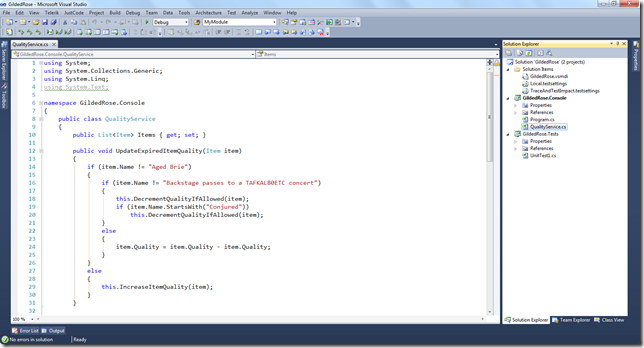 GildedRose - Microsoft Visual Studio
File Edit View Telerik JustCode Project Build Debug Team Data Tools Architecture Test Analyze Window Help
Debug MyModule
QualityService.cs
GildedRose.Console.QualityService Items
1 using System;
2 using System.Collections.Generic;
3 using System.Linq;
4 using System.Text;
5
6 namespace GildedRose.Console
7 {
8 public class QualityService
9 {
10 public List<Item> Items { get; set; }
11
12 public void UpdateExpiredItemQuality(Item item)
13 {
14 if (item.Name != "Aged Brie")
15 {
16 if (item.Name != "Backstage passes to a TAFKAL80ETC concert")
17 {
18 this.DecrementQualityIfAllowed(item);
19 if (item.Name.StartsWith("Conjured"))
20 this.DecrementQualityIfAllowed(item);
21 }
22 else
23 {
24 item.Quality = item.Quality - item.Quality;
25 }
26 }
27 else
28 {
29 this.IncreaseItemQuality(item);
30 }
31 }
32
100 %
Error List Output
No errors in solution Ready
Server Explorer
Toolbox
Solution Explorer
Solution 'GildedRose' (2 projects)
Solution Items
GildedRose.vsmdi
Local.testsettings
TraceAndTestImpact.testsettings
GildedRose.Console
Properties
References
Program.cs
QualityService.cs
GildedRose.Tests
Properties
References
UnitTest1.cs
Solution Explorer Team Explorer Class View
Properties